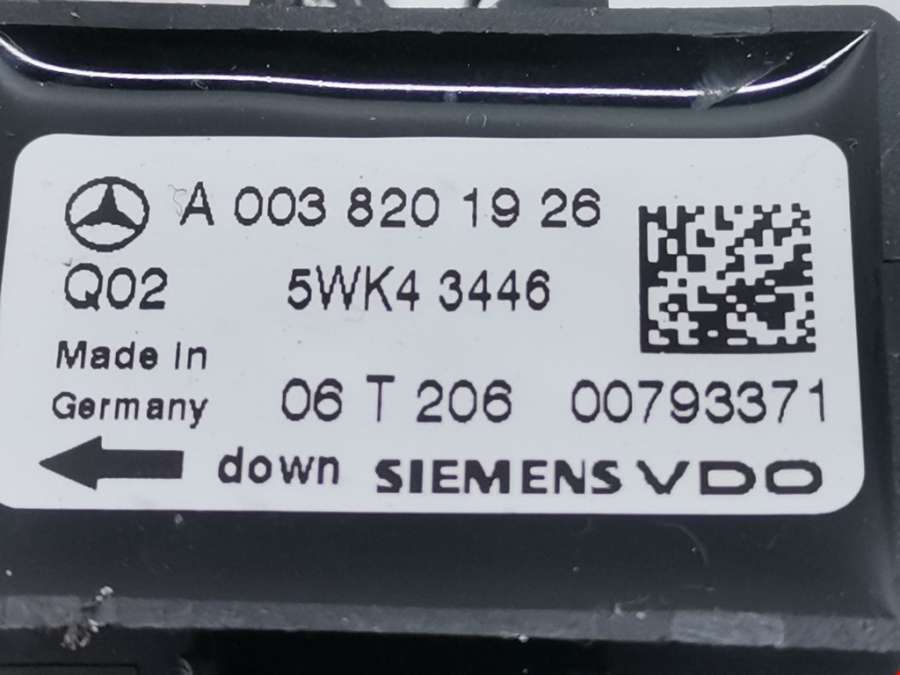 A 003 820 19 26
Q02 5WK4 3446
Made in
Germany
06 T 206 00793371
down SIEMENS VDO